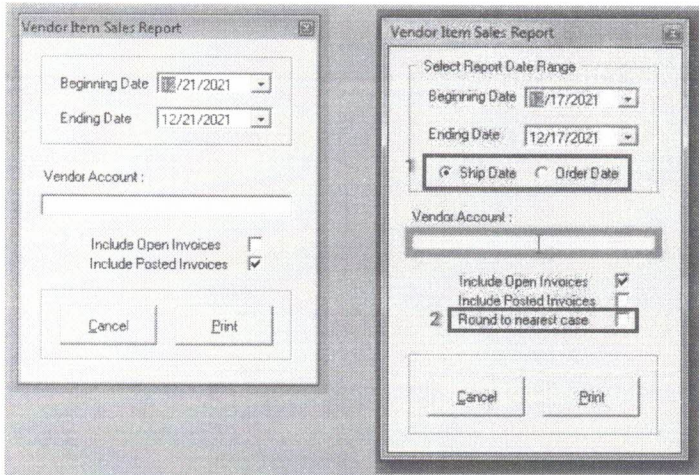 Vendor Item Sales Report
Beginning Date /21/2021
Ending Date 12/21/2021
Vendor Account :
Include Open Invoices
Include Posted Invoices
Cancel Print
Vendor Item Sales Report
Select Report Date Range
Beginning Date /17/2021
Ending Date 12/17/2021
1 Ship Date Order Date
Vendor Account :
Include Open Invoices
Include Posted Invoices
2 Round to nearest case
Cancel Print